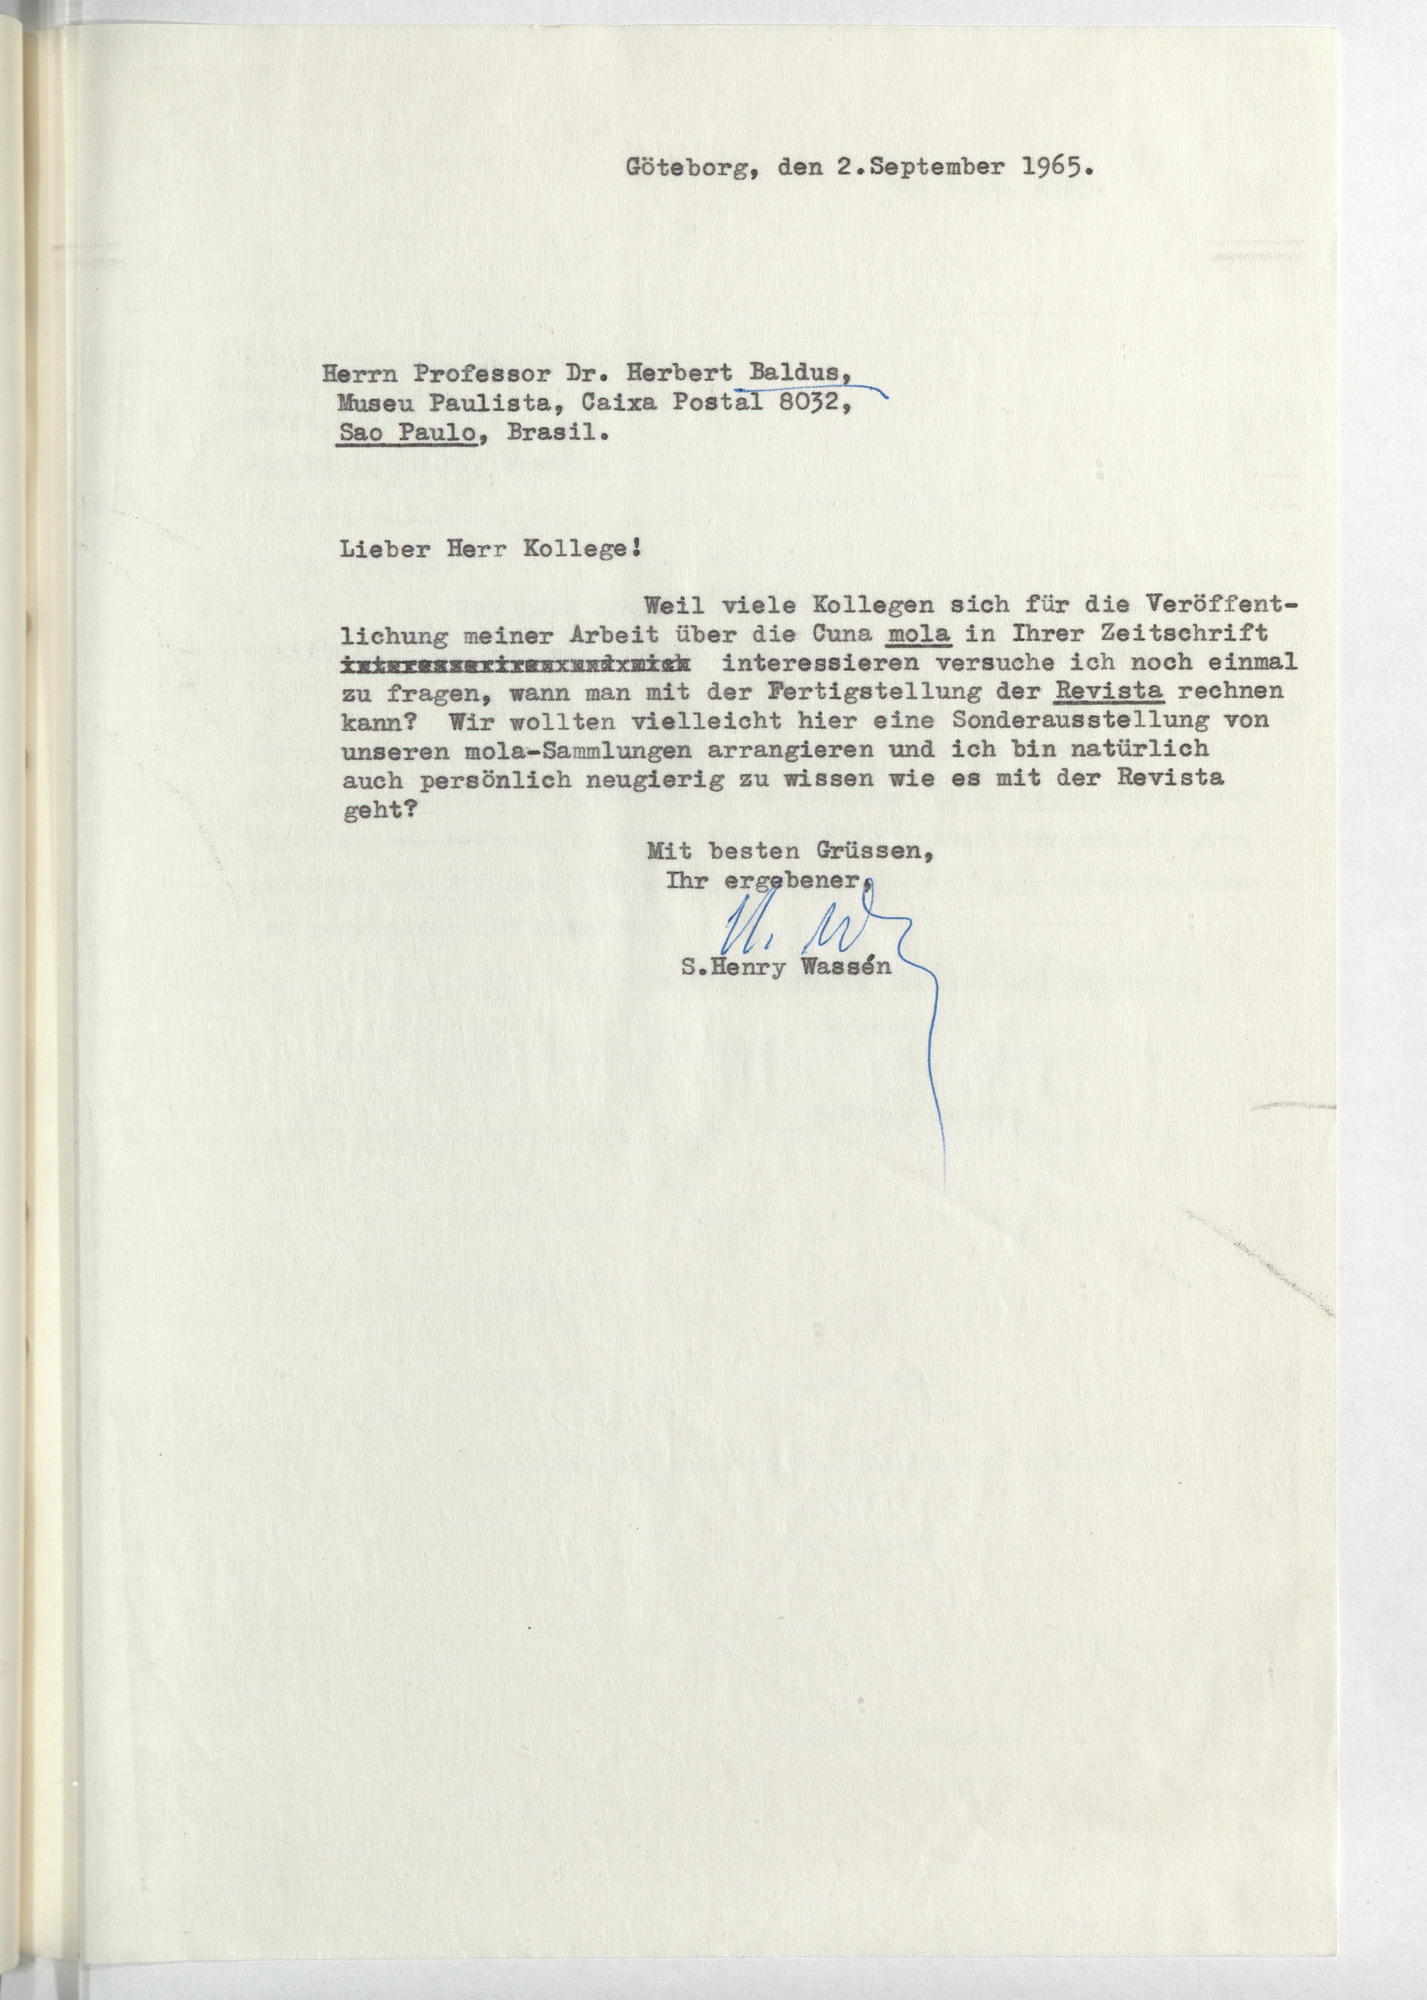 Göteborg, den 2.September 1965.
Herrn Professor Dr. Herbert Baldus,
Museu Paulista, Caixa Postal 8032,
Sao Paulo, Brasil.
Lieber Herr Kollege!
Weil viele Kollegen sich für die Veröffent-
lichung meiner Arbeit über die Cuna mola in Ihrer Zeitschrift
interessieren versuche ich noch einmal
zu fragen, wann man mit der Fertigstellung der Revista rechnen
kann? Wir wollten vielleicht hier eine Sonderausstellung von
unseren mola-Sammlungen arrangieren und ich bin natürlich
auch persönlich neugierig zu wissen wie es mit der Revista
geht?
Mit besten Grüssen,
Ihr ergebener,
S.Henry Wassén